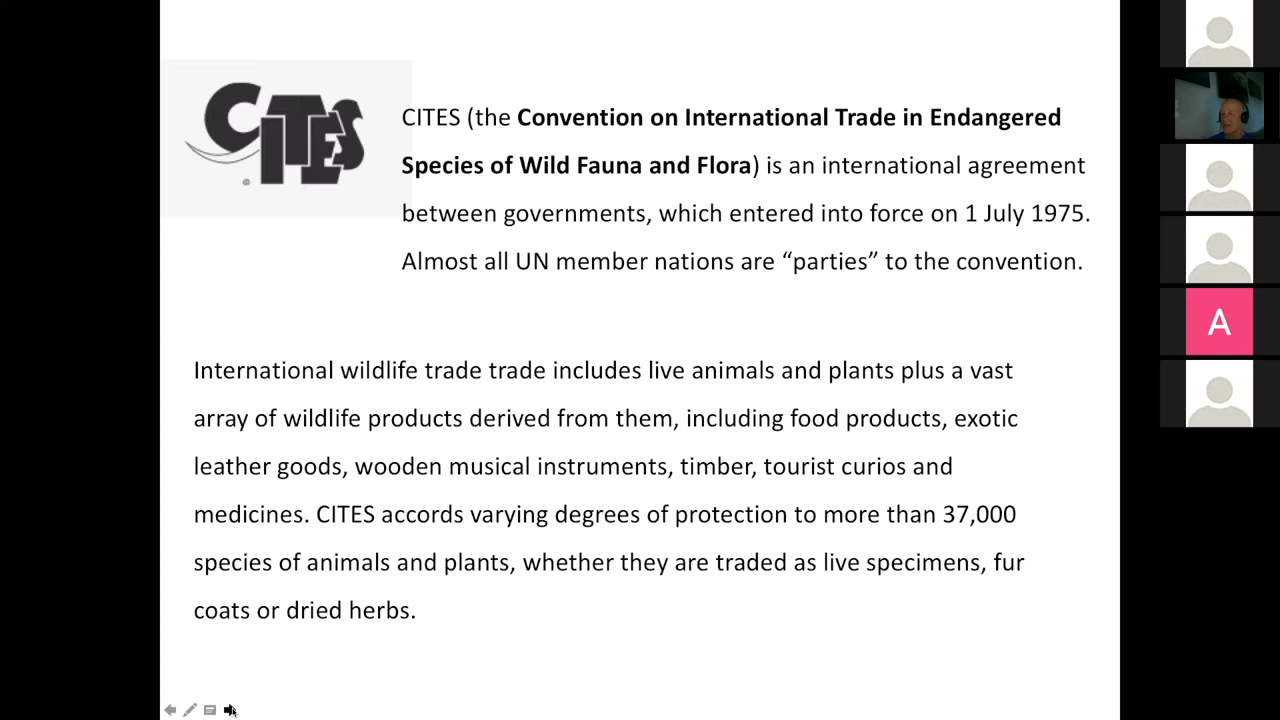 CITES
CITES (the Convention on International Trade in Endangered
Species of Wild Fauna and Flora) is an international agreement
between governments, which entered into force on 1 July 1975.
Almost all UN member nations are “parties” to the convention.
International wildlife trade trade includes live animals and plants plus a vast
array of wildlife products derived from them, including food products, exotic
leather goods, wooden musical instruments, timber, tourist curios and
medicines. CITES accords varying degrees of protection to more than 37,000
species of animals and plants, whether they are traded as live specimens, fur
coats or dried herbs.
A